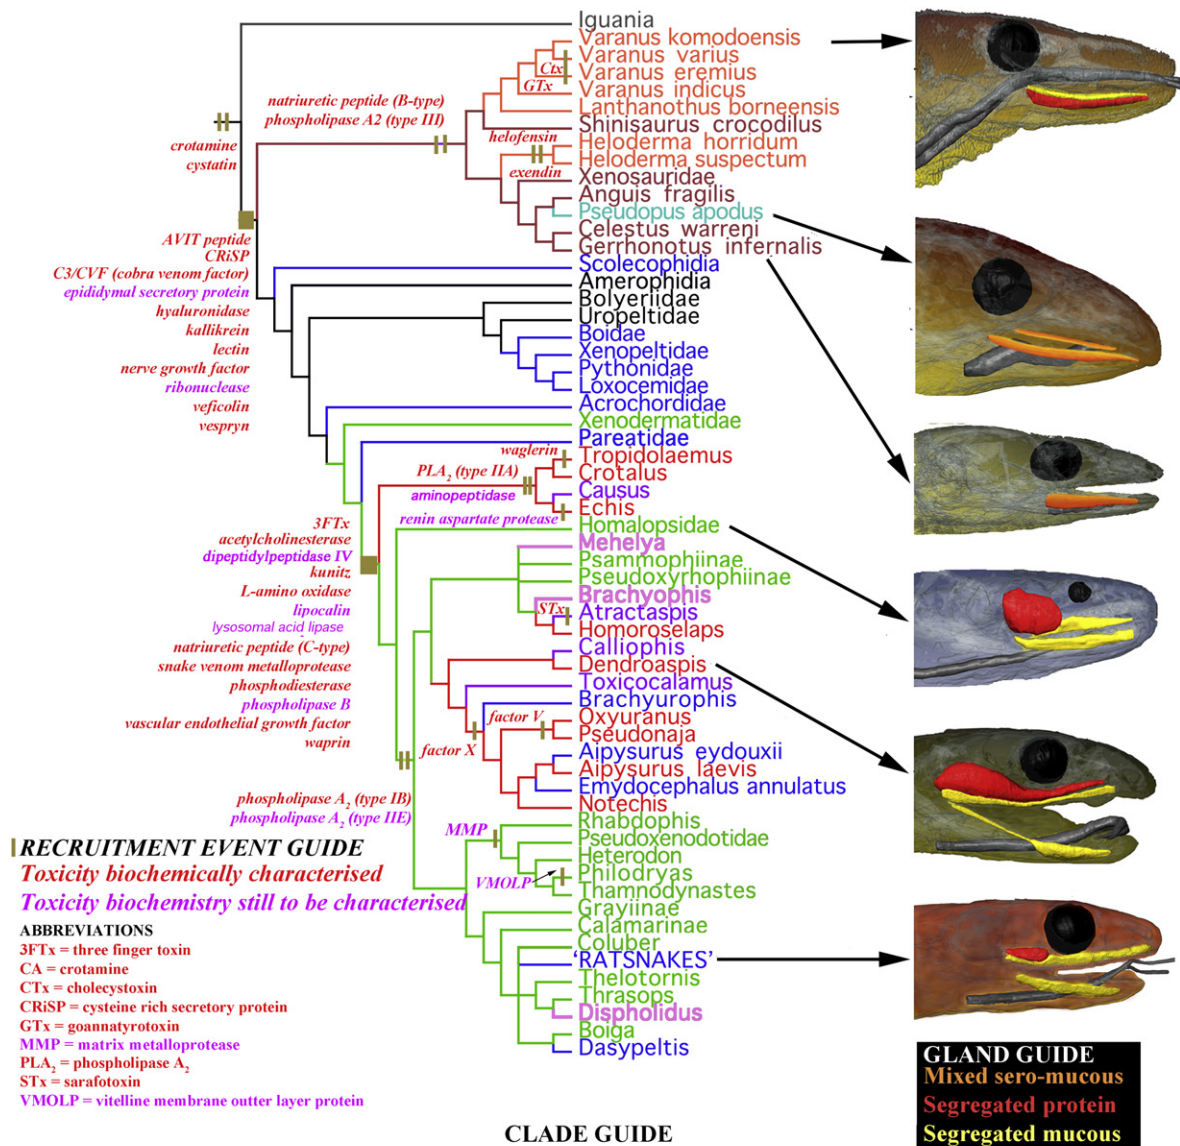 Iguania
Varanus komodoensis
Varanus varius
Varanus eremius
Varanus indicus
Lanthanothus borneensis
Shinisaurus crocodilus
Heloderma horridum
Heloderma suspectum
Xenosauridae
Anguis fragilis
Pseudopus apodus
Celestus warreni
Gerrhonotus infernalis
Scolecophidia
Amerophidia
Bolyeriidae
Uropeltidae
Boidae
Xenopeltidae
Pythonidae
Loxocemidae
Acrochordidae
Xenodermatidae
Pareatidae
Tropidolaemus
Crotalus
Causus
Echis
Homalopsidae
Mehelya
Psammophiinae
Pseudoxyrhophiinae
Brachyophis
Atractaspis
Homoroselaps
Calliophis
Dendroaspis
Toxicocalamus
Brachyurophis
Oxyuranus
Pseudonaja
Aipysurus eydouxii
Aipysurus laevis
Emydocephalus annulatus
Notechis
Rhabdophis
Pseudoxenodotidae
Heterodon
Philodryas
Thamnodynastes
Grayiinae
Calamarinae
Coluber
'RATSNAKES'
Thelotornis
Thrasops
Dispholidus
Boiga
Dasypeltis
Ctx
GTx
natriuretic peptide (B-type)
phospholipase A2 (type III)
helofensin
exendin
crotamine
cystatin
AVIT peptide
CRiSP
C3/CVF (cobra venom factor)
epididymal secretory protein
hyaluronidase
kallikrein
lectin
nerve growth factor
ribonuclease
veficolin
vespryn
waglerin
PLA2 (type IIA)
aminopeptidase
renin aspartate protease
3FTx
acetylcholinesterase
dipeptidylpeptidase IV
kunitz
L-amino oxidase
lipocalin
lysosomal acid lipase
natriuretic peptide (C-type)
snake venom metalloprotease
phosphodiesterase
phospholipase B
vascular endothelial growth factor
waprin
STx
factor V
factor X
phospholipase A2 (type IB)
phospholipase A2 (type IIE)
MMP
VMOLP
RECRUITMENT EVENT GUIDE
Toxicity biochemically characterised
Toxicity biochemistry still to be characterised
ABBREVIATIONS
3FTx = three finger toxin
CA = crotamine
CTx = cholecystoxin
CRiSP = cysteine rich secretory protein
GTx = goannatyrotoxin
MMP = matrix metalloprotease
PLA2 = phospholipase A2
STx = sarafotoxin
VMOLP = vitelline membrane outter layer protein
CLADE GUIDE
GLAND GUIDE
Mixed sero-mucous
Segregated protein
Segregated mucous